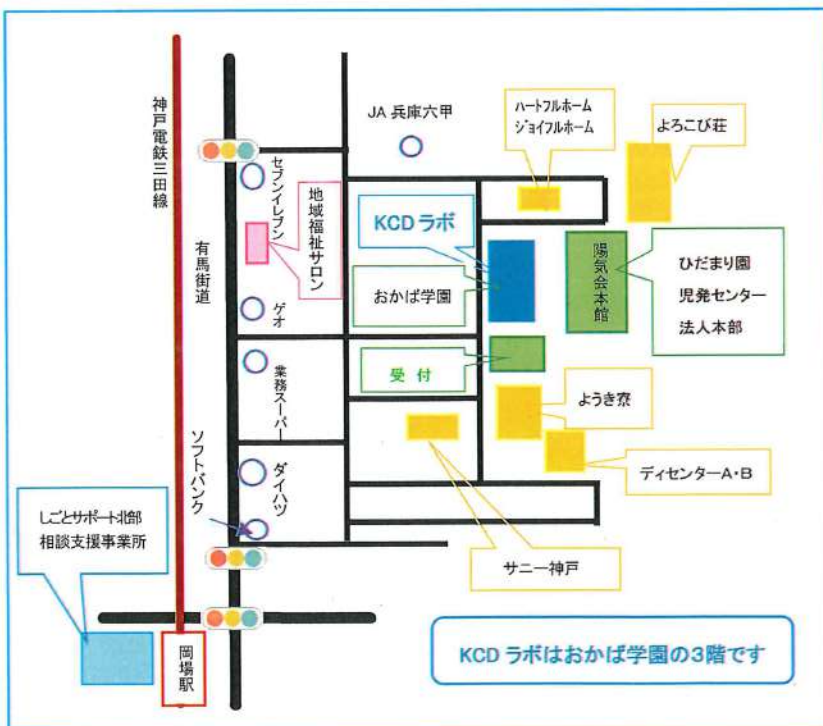 神戸電鉄三田線
有馬街道
JA 兵庫六甲
ハートフルホーム
ジョイフルホーム
よろこび荘
セブンイレブン
地域福祉サロン
KCD ラボ
おかば学園
陽気会本館
ひだまり園
児発センター
法人本部
ゲオ
受 付
業務スーパー
ようき寮
ソフトバンク
ダイハツ
ディセンターA・B
しごとサポート北部
相談支援事業所
サニー神戸
岡場駅
KCD ラボはおかば学園の3階です